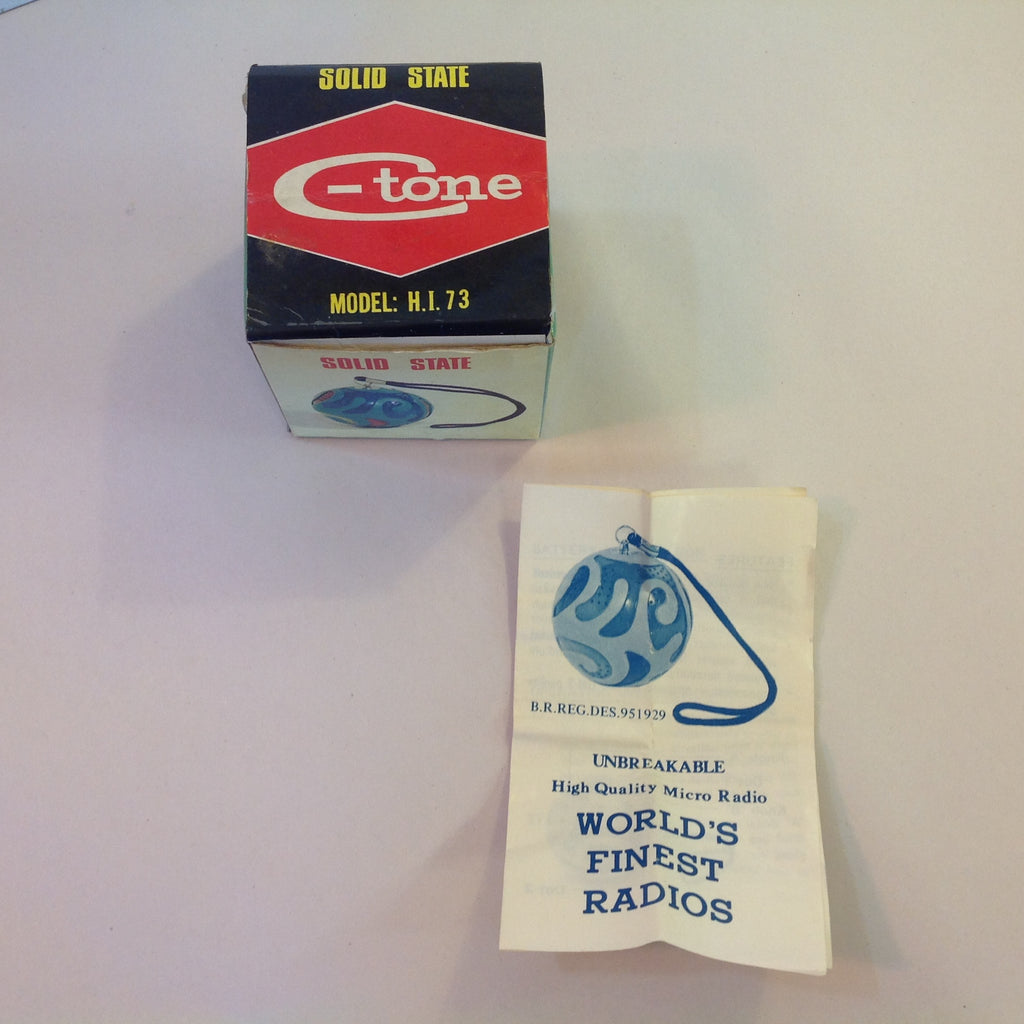 SOLID STATE
C-tone
MODEL: H.I. 73
SOLID STATE
B.R.REG.DES.951929
UNBREAKABLE
High Quality Micro Radio
WORLD'S
FINEST
RADIOS